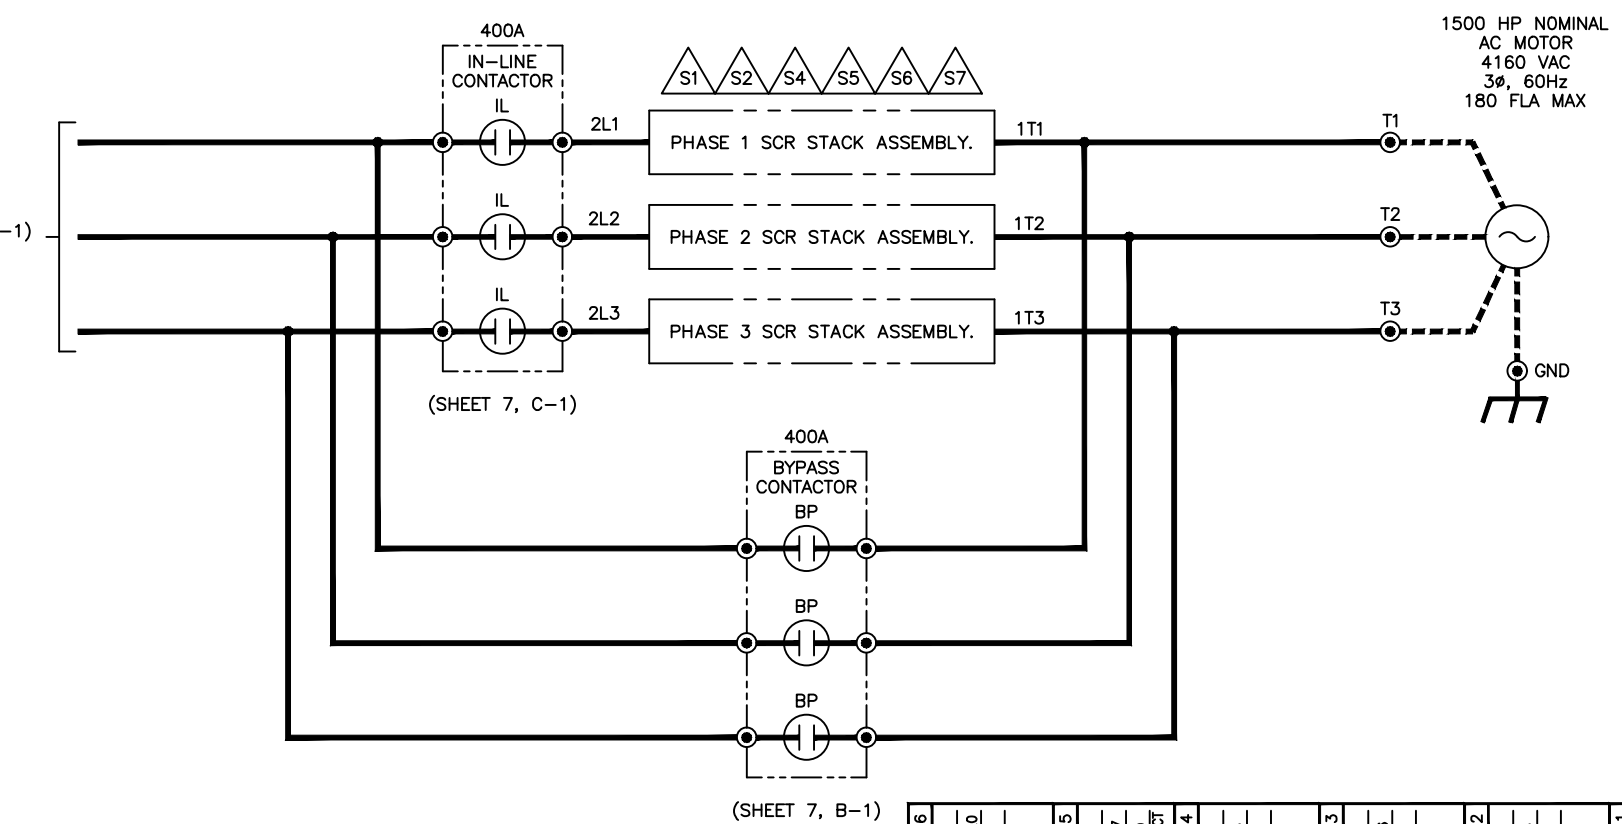 1500 HP NOMINAL
AC MOTOR
4160 VAC
3ø, 60Hz
180 FLA MAX
400A
IN-LINE
CONTACTOR
S1 S2 S4 S5 S6 S7
IL
2L1
PHASE 1 SCR STACK ASSEMBLY.
1T1
T1
IL
2L2
PHASE 2 SCR STACK ASSEMBLY.
1T2
T2
-1)
IL
2L3
PHASE 3 SCR STACK ASSEMBLY.
1T3
T3
GND
(SHEET 7, C-1)
400A
BYPASS
CONTACTOR
BP
BP
BP
(SHEET 7, B-1)